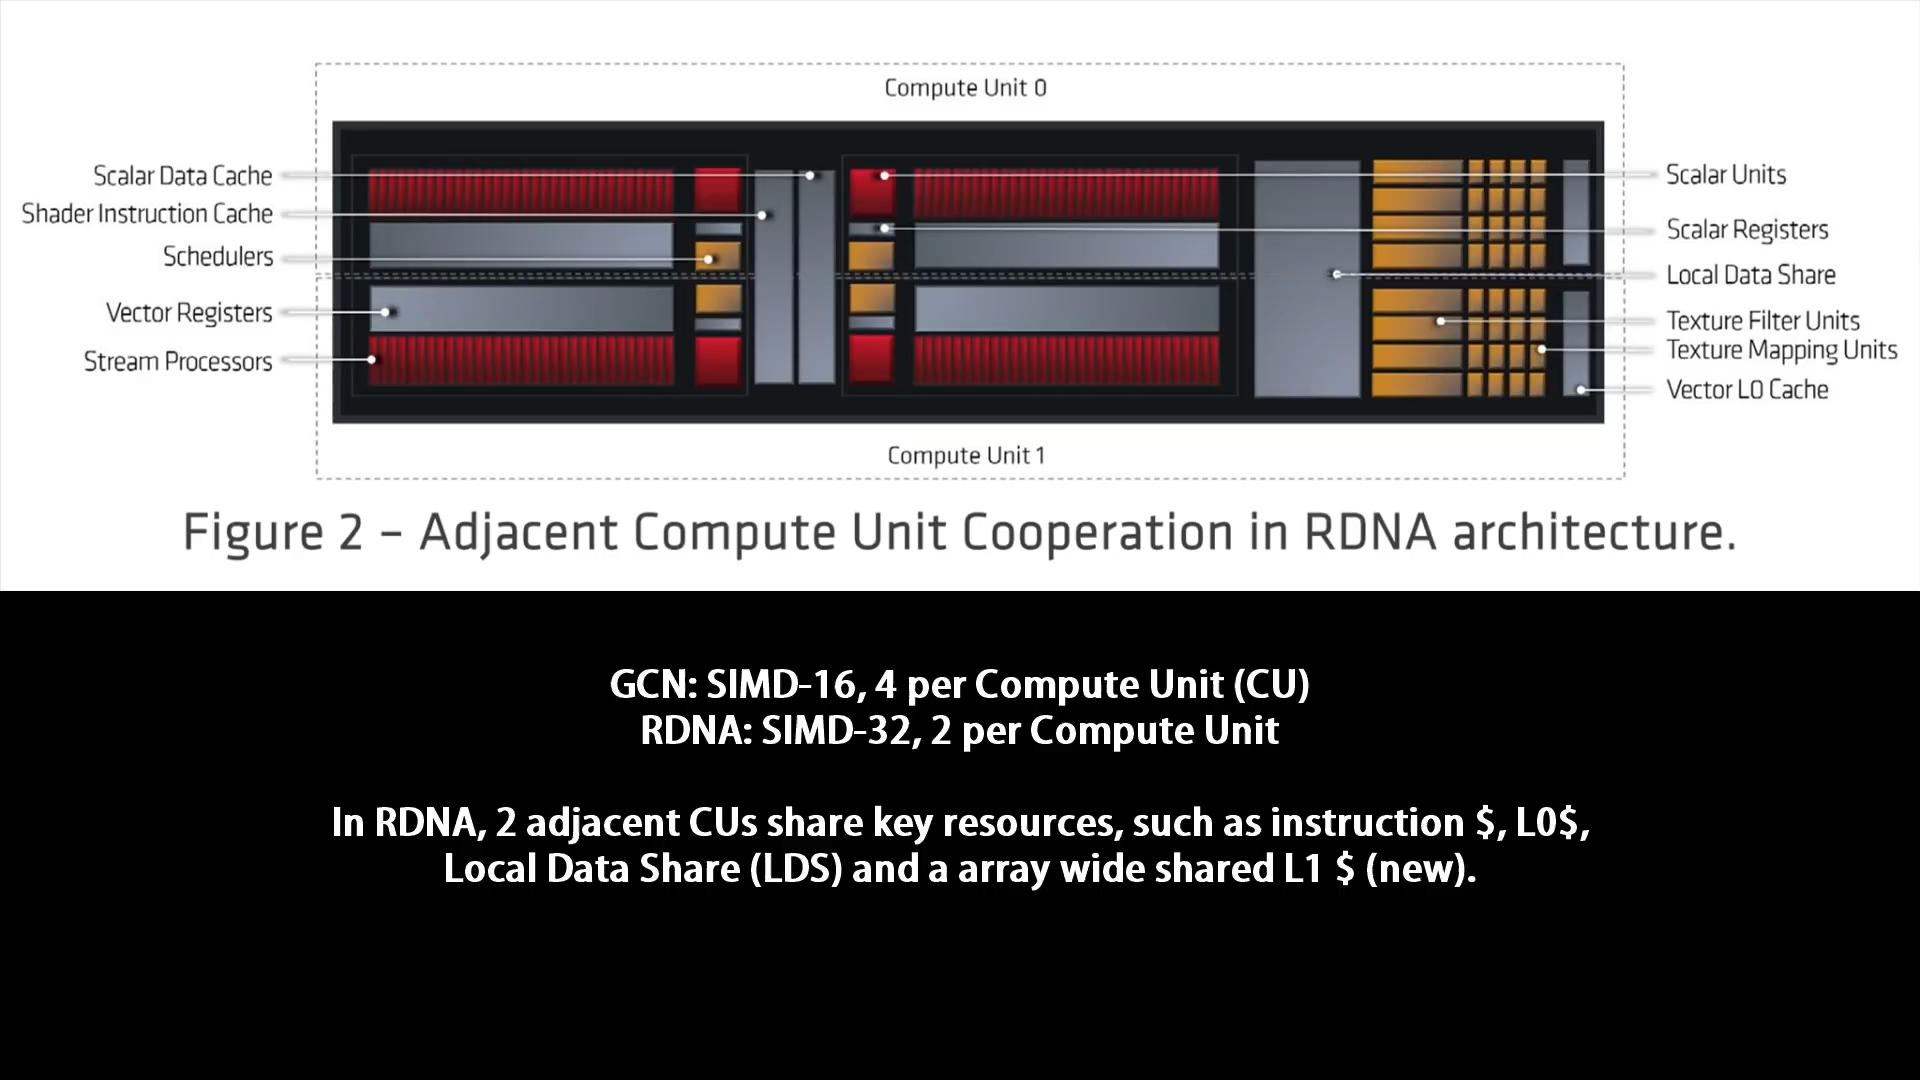 Compute Unit 0
Scalar Data Cache
Shader Instruction Cache
Schedulers
Vector Registers
Stream Processors
Scalar Units
Scalar Registers
Local Data Share
Texture Filter Units
Texture Mapping Units
Vector L0 Cache
Compute Unit 1
Figure 2 – Adjacent Compute Unit Cooperation in RDNA architecture.
GCN: SIMD-16, 4 per Compute Unit (CU)
RDNA: SIMD-32, 2 per Compute Unit
In RDNA, 2 adjacent CUs share key resources, such as instruction $, L0$,
Local Data Share (LDS) and a array wide shared L1 $ (new).